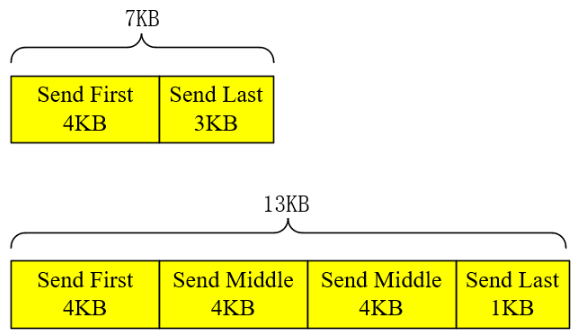 7KB
Send First
4KB
Send Last
3KB
13KB
Send First
4KB
Send Middle
4KB
Send Middle
4KB
Send Last
1KB